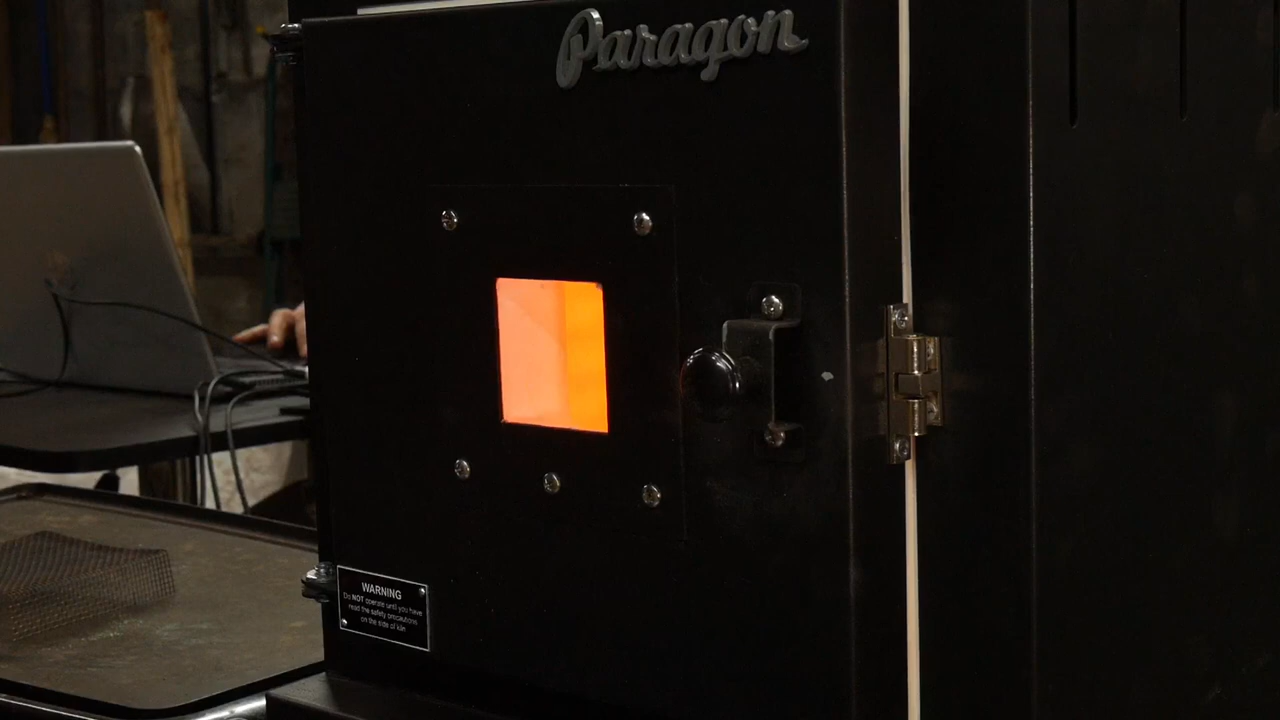 Paragon
WARNING
Do NOT operate until you have
read the safety precautions
on the side of kiln